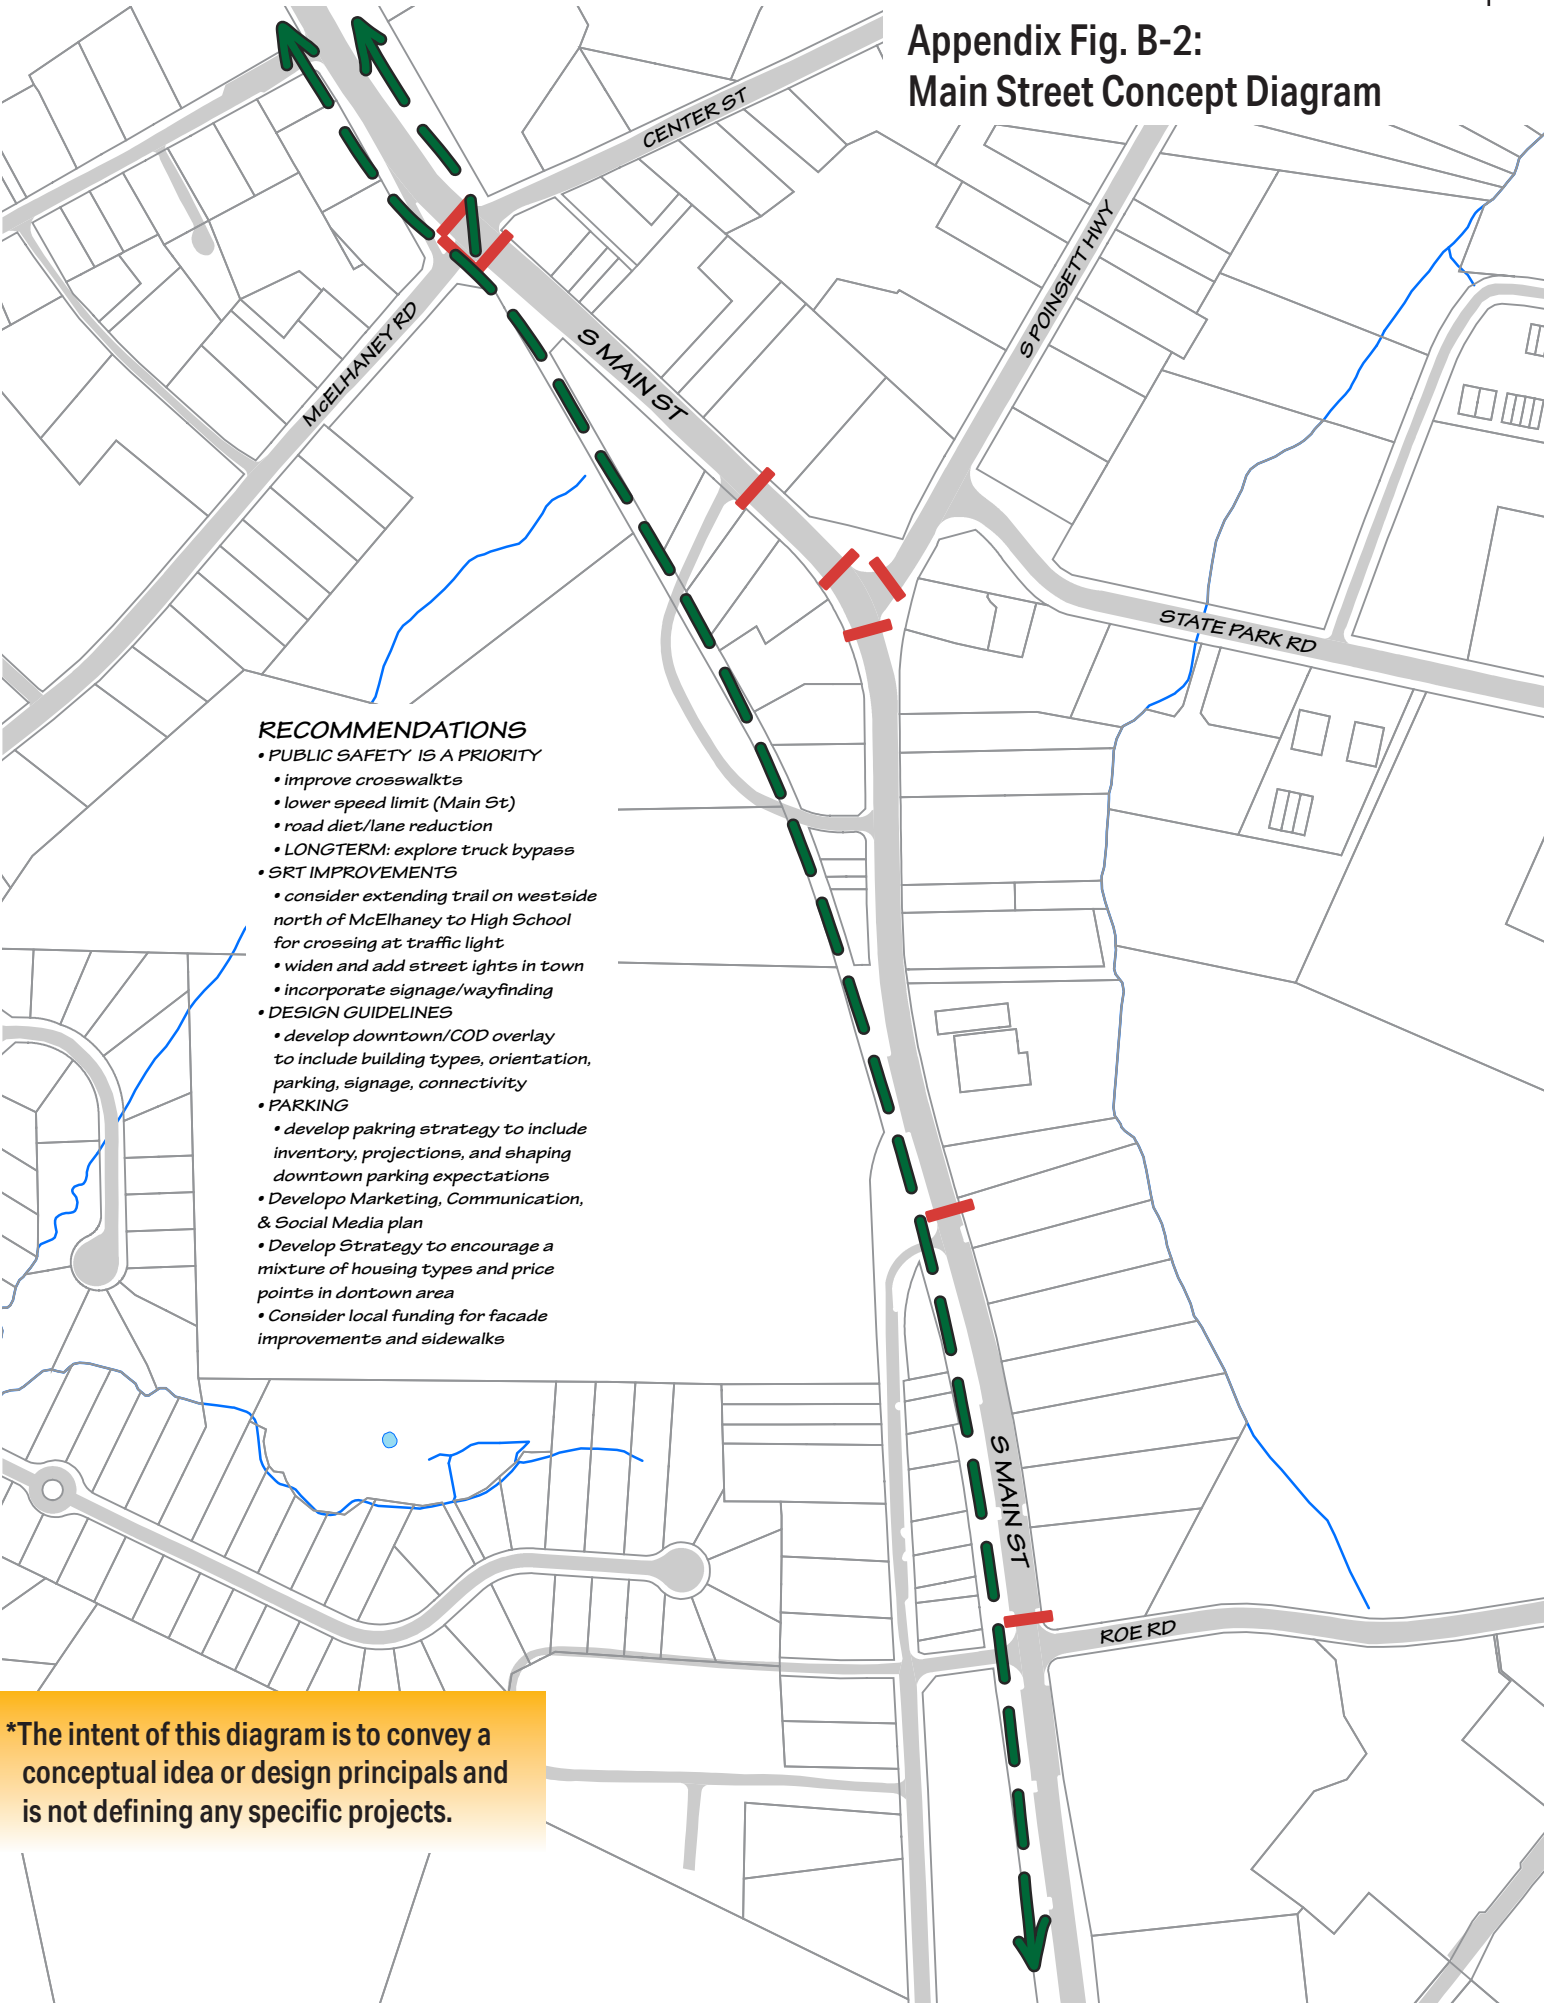 Appendix Fig. B-2:
Main Street Concept Diagram
CENTER ST
S POINSETT HWY
McELHANEY RD
S MAIN ST
STATE PARK RD
RECOMMENDATIONS
• PUBLIC SAFETY IS A PRIORITY
• improve crosswalkts
• lower speed limit (Main St)
• road diet/lane reduction
• LONGTERM: explore truck bypass
• SRT IMPROVEMENTS
• consider extending trail on westside
north of McElhaney to High School
for crossing at traffic light
• widen and add street ights in town
• incorporate signage/wayfinding
• DESIGN GUIDELINES
• develop downtown/COD overlay
to include building types, orientation,
parking, signage, connectivity
• PARKING
• develop pakring strategy to include
inventory, projections, and shaping
downtown parking expectations
• Developo Marketing, Communication,
& Social Media plan
• Develop Strategy to encourage a
mixture of housing types and price
points in dontown area
• Consider local funding for facade
improvements and sidewalks
S MAIN ST
ROE RD
*The intent of this diagram is to convey a
conceptual idea or design principals and
is not defining any specific projects.